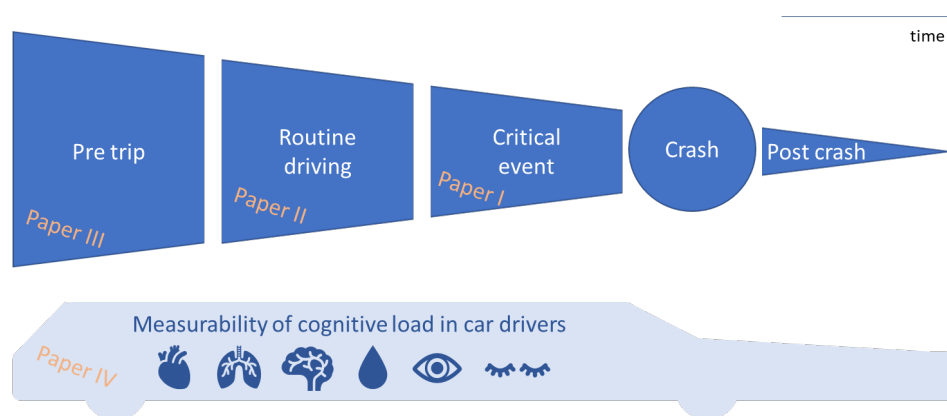 time
Pre trip
Paper III
Routine
driving
Paper II
Critical
event
Paper I
Crash
Post crash
Measurability of cognitive load in car drivers
Paper IV